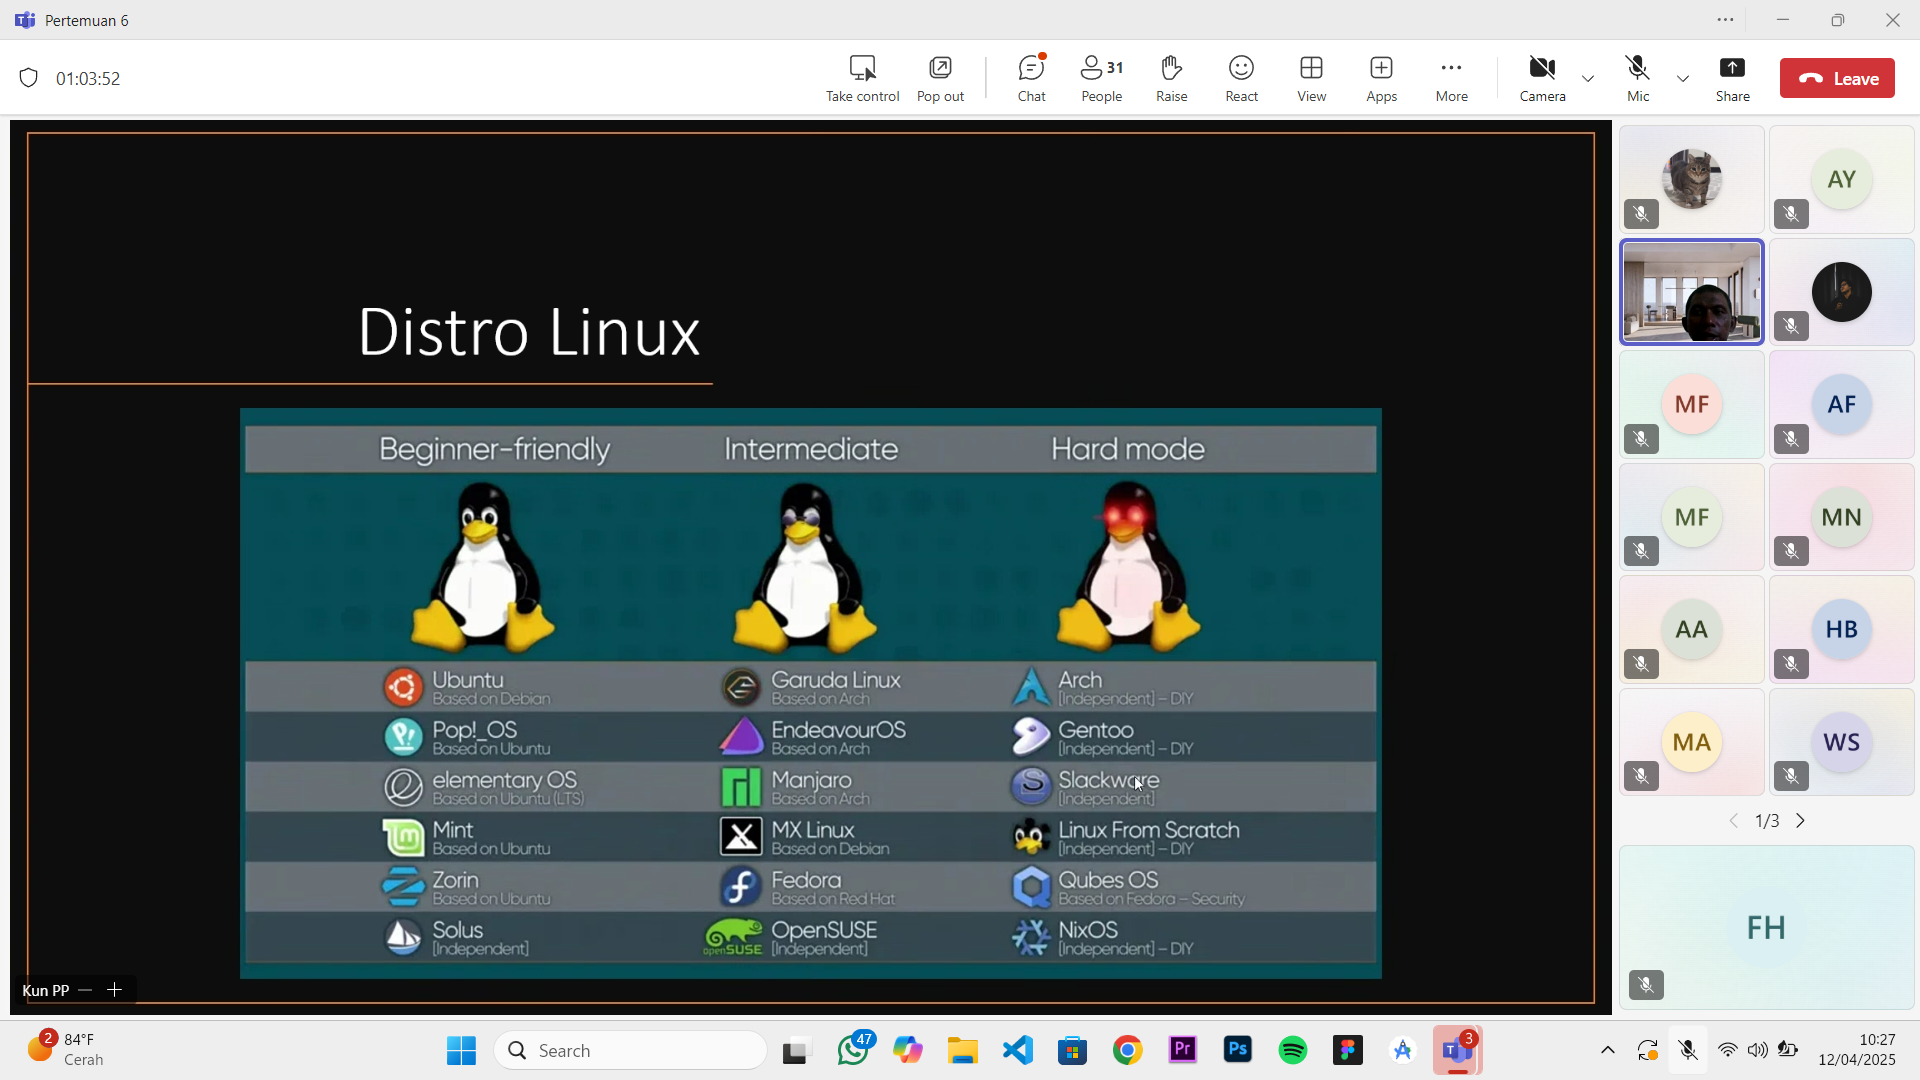 Pertemuan 6
01:03:52
Take control
Pop out
Chat
31
People
Raise
React
View
Apps
More
Camera
Mic
Share
Leave
Distro Linux
Beginner-friendly Intermediate Hard mode
Ubuntu
Based on Debian
Garuda Linux
Based on Arch
Arch
[Independent] – DIY
Pop!_OS
Based on Ubuntu
EndeavourOS
Based on Arch
Gentoo
[Independent] – DIY
elementary OS
Based on Ubuntu (LTS)
Manjaro
Based on Arch
Slackware
[Independent]
Mint
Based on Ubuntu
MX Linux
Based on Debian
Linux From Scratch
[Independent] – DIY
Zorin
Based on Ubuntu
Fedora
Based on Red Hat
Qubes OS
Based on Fedora – Security
Solus
[Independent]
openSUSE
OpenSUSE
[Independent]
NixOS
[Independent] – DIY
Kun PP
AY
MF
AF
MF
MN
AA
HB
MA
WS
1/3
FH
2
84°F
Cerah
Search
47
Pr
Ps
3
10:27
12/04/2025